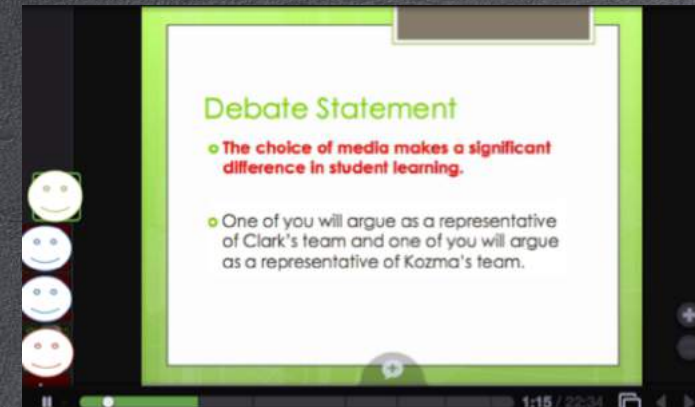 Debate Statement
The choice of media makes a significant
difference in student learning.
One of you will argue as a representative
of Clark's team and one of you will argue
as a representative of Kozma's team.
1:15 / 22:34